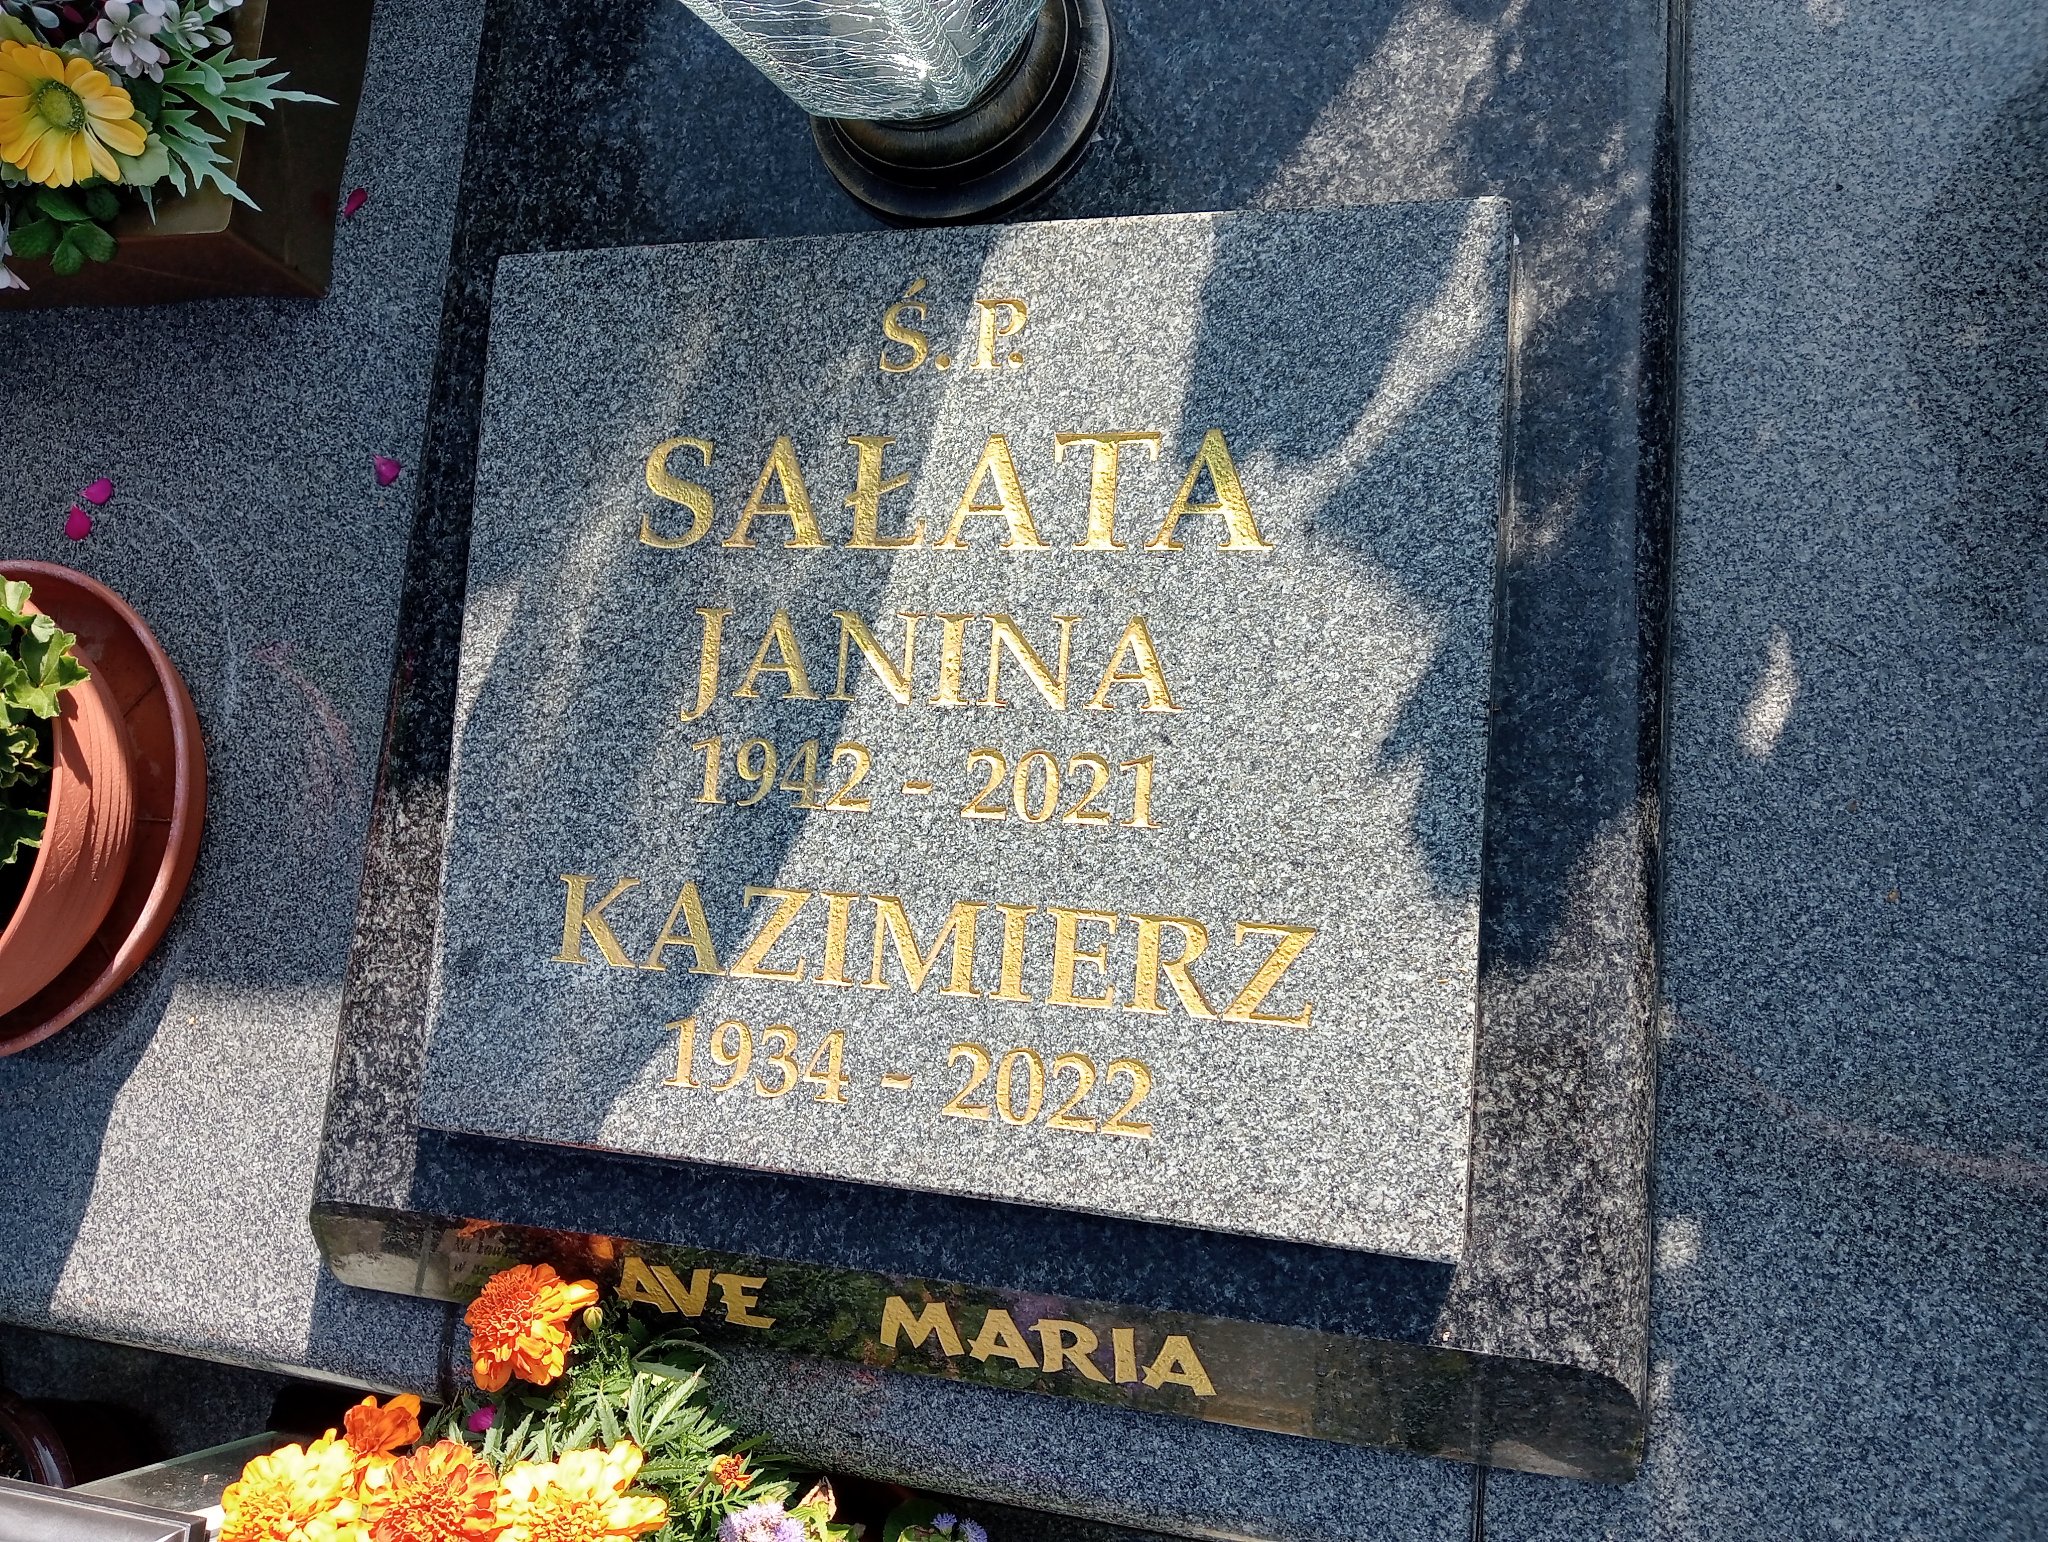 Ś. P.
SAŁATA
JANINA
1942 - 2021
KAZIMIERZ
1934 - 2022
AVE MARIA